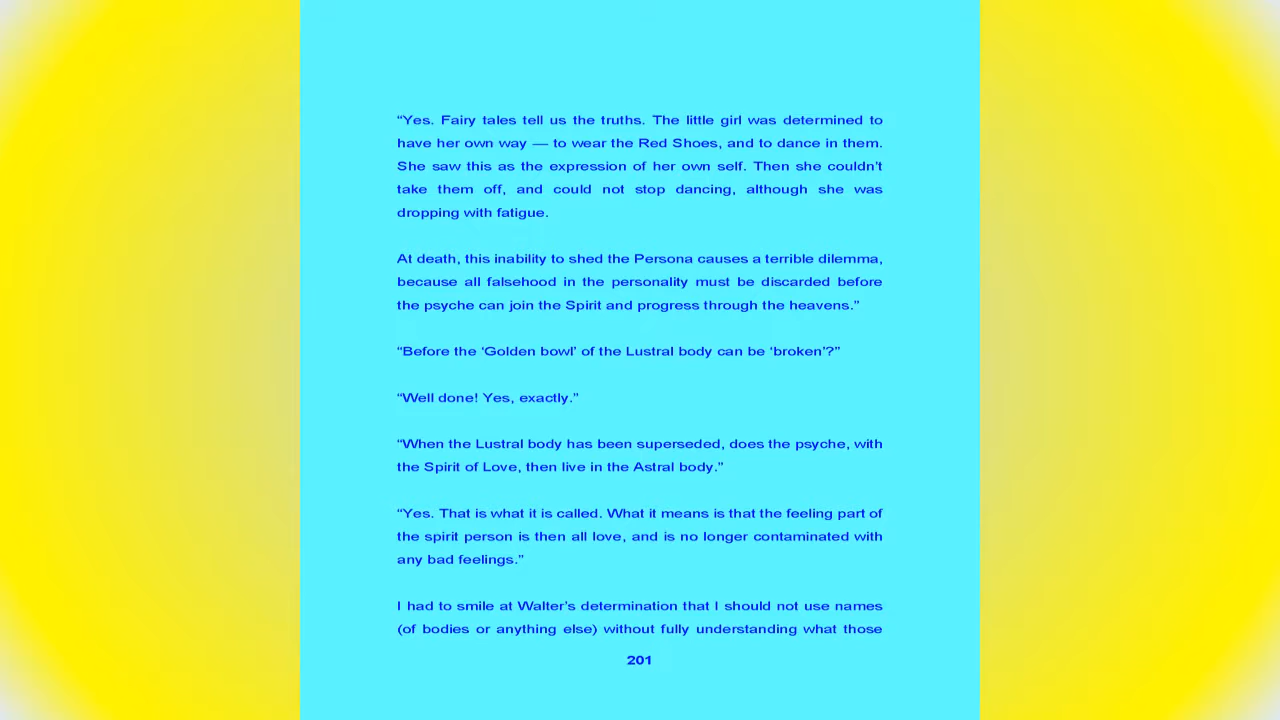 “Yes. Fairy tales tell us the truths. The little girl was determined to
have her own way — to wear the Red Shoes, and to dance in them.
She saw this as the expression of her own self. Then she couldn’t
take them off, and could not stop dancing, although she was
dropping with fatigue.
At death, this inability to shed the Persona causes a terrible dilemma,
because all falsehood in the personality must be discarded before
the psyche can join the Spirit and progress through the heavens.”
“Before the ‘Golden bowl’ of the Lustral body can be ‘broken’?”
“Well done! Yes, exactly.”
“When the Lustral body has been superseded, does the psyche, with
the Spirit of Love, then live in the Astral body.”
“Yes. That is what it is called. What it means is that the feeling part of
the spirit person is then all love, and is no longer contaminated with
any bad feelings.”
I had to smile at Walter’s determination that I should not use names
(of bodies or anything else) without fully understanding what those
201